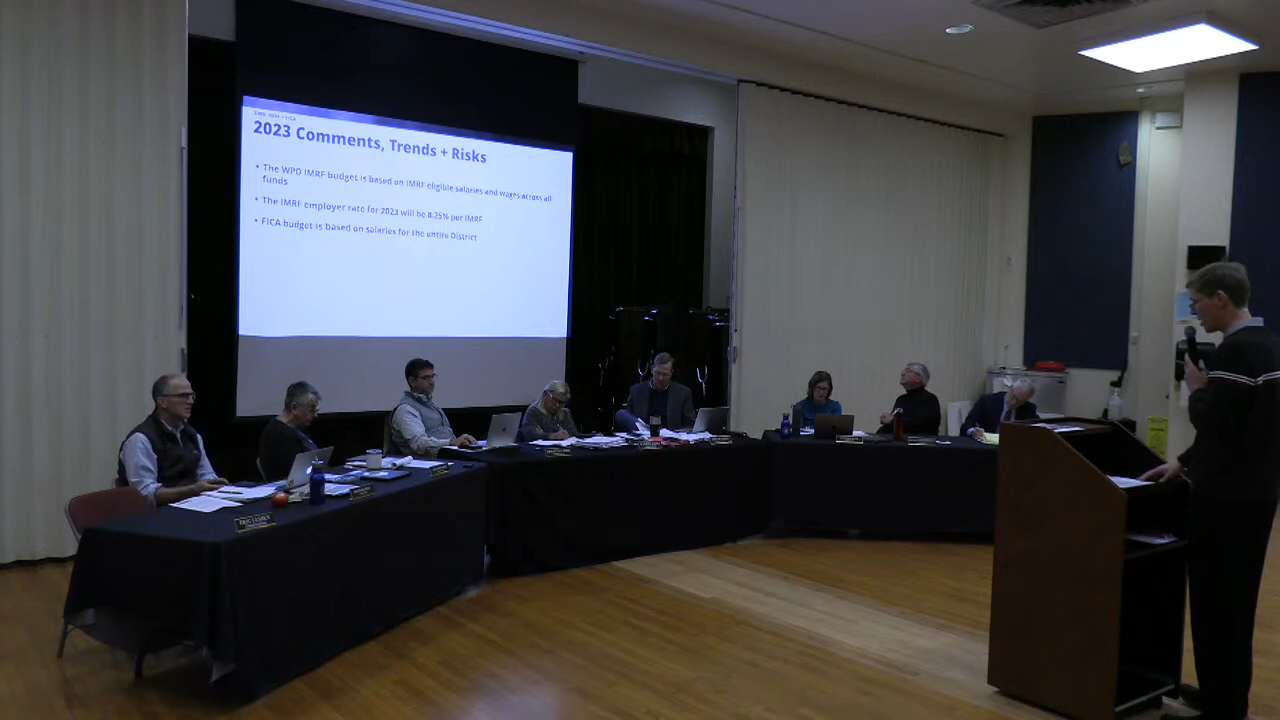 2023 Comments, Trends + Risks
• The WPD IMRF budget is based on IMRF eligible salaries and wages across all
funds
• The IMRF employer rate for 2023 will be 8.25% per IMRF
• FICA budget is based on salaries for the entire District